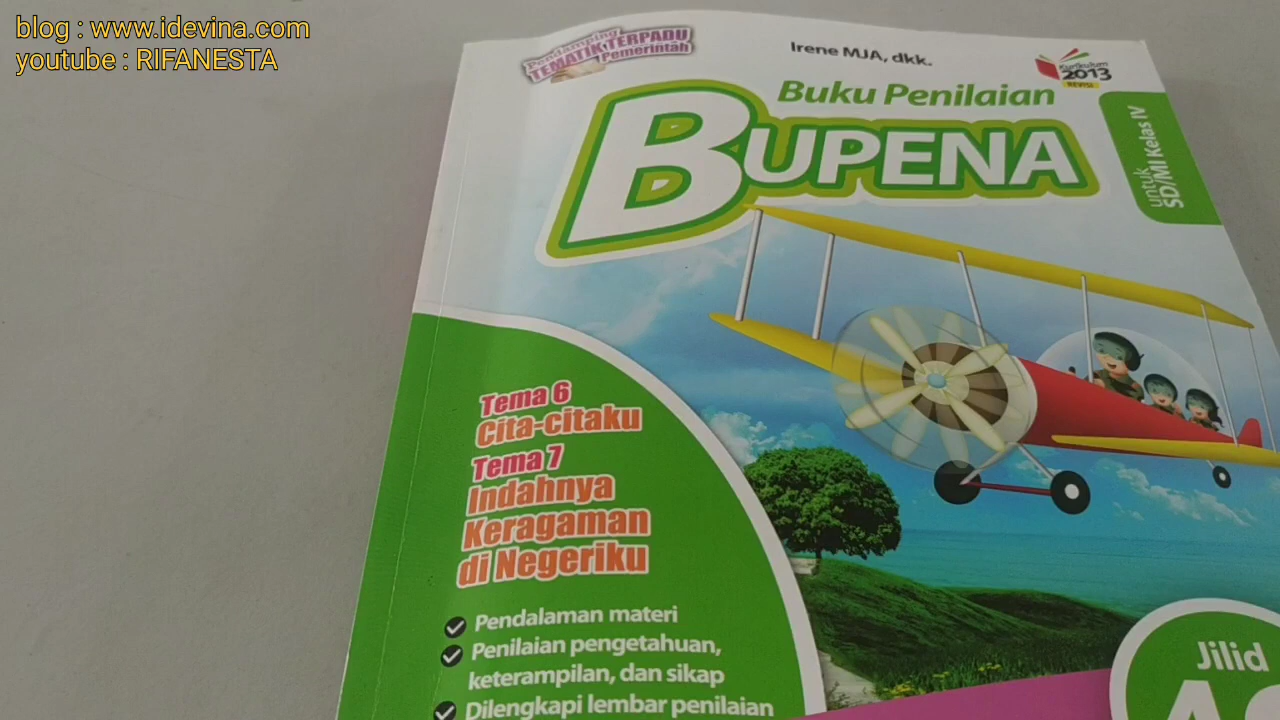 blog : www.idevina.com
youtube : RIFANESTA
Pendamping
TEMATIK TERPADU
Pemerintah
Irene MJA, dkk.
Kurikulum
2013
REVISI
Buku Penilaian
BUPENA
untuk
SD/MI Kelas IV
Tema 6
Cita-citaku
Tema 7
Indahnya
Keragaman
di Negeriku
Pendalaman materi
Penilaian pengetahuan,
keterampilan, dan sikap
Dilengkapi lembar penilaian
Jilid